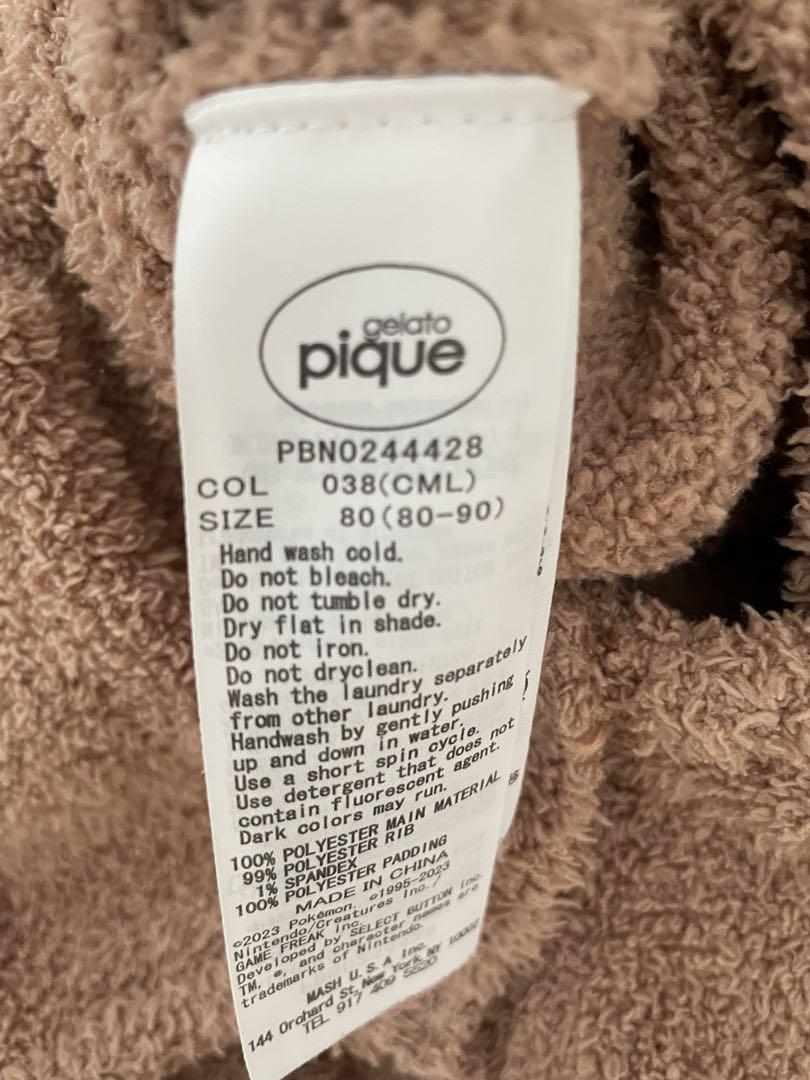 gelato
pique
PBN0244428
COL 038(CML)
SIZE 80(80-90)
Hand wash cold.
Do not bleach.
Do not tumble dry.
Dry flat in shade.
Do not iron.
Do not dryclean.
Wash the laundry separately
from other laundry.
Handwash by gently pushing
up and down in water.
Use a short spin cycle.
Use detergent that does not
contain fluorescent agent.
Dark colors may run.
100% POLYESTER MAIN MATERIAL
99% POLYESTER RIB
1% SPANDEX
100% POLYESTER PADDING
MADE IN CHINA
©2023 Pokémon. ©1995-2023
Nintendo/Creatures Inc./
GAME FREAK inc.
Developed by SELECT BUTTON inc.
TM, ®, and character names are
trademarks of Nintendo.
MASH U.S.A Inc.
144 Orchard St, New York, NY 10002
TEL 917 409 5520